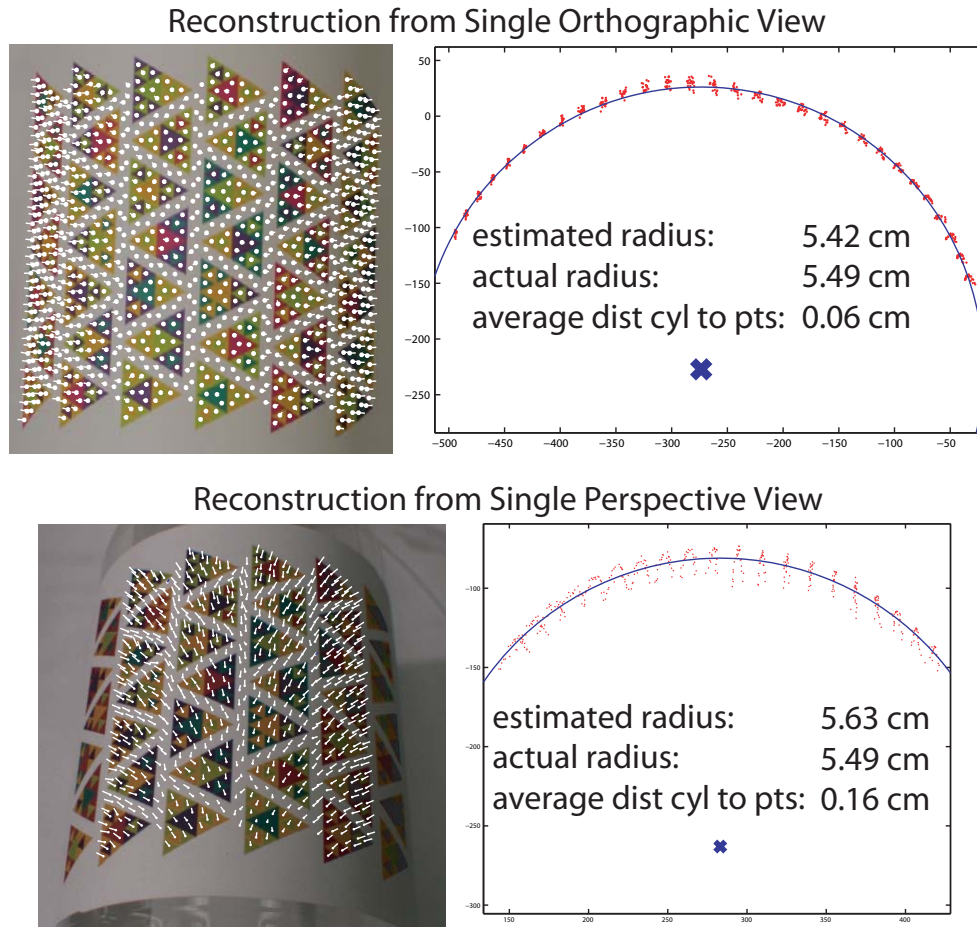 Reconstruction from Single Orthographic View
50
0
−50
−100
−150
−200
−250
estimated radius: 5.42 cm
actual radius: 5.49 cm
average dist cyl to pts: 0.06 cm
−500 −450 −400 −350 −300 −250 −200 −150 −100 −50
Reconstruction from Single Perspective View
−100
−150
−200
−250
−300
estimated radius: 5.63 cm
actual radius: 5.49 cm
average dist cyl to pts: 0.16 cm
150 200 250 300 350 400